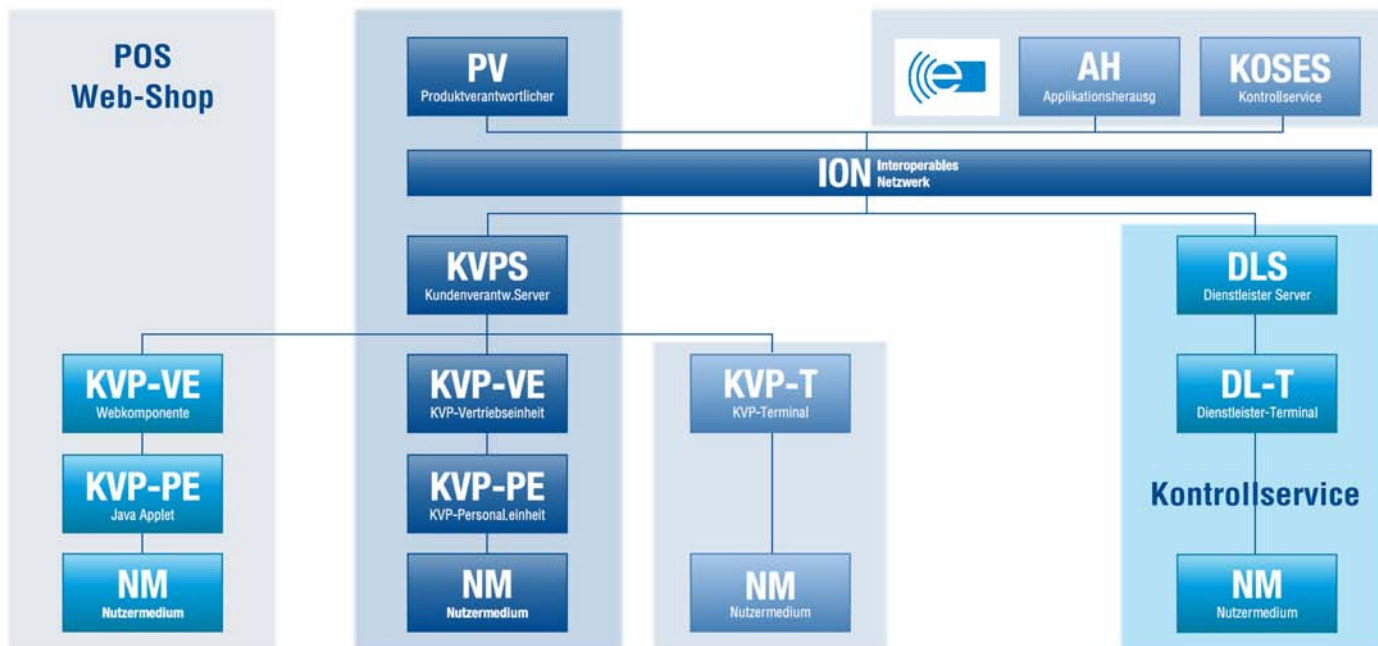 POS
Web-Shop
PV
Produktverantwortlicher
e
AH
Applikationsherausg
KOSES
Kontrollservice
ION Interoperables
Netzwerk
KVPS
Kundenverantw.Server
DLS
Dienstleister Server
KVP-VE
Webkomponente
KVP-VE
KVP-Vertriebseinheit
KVP-T
KVP-Terminal
DL-T
Dienstleister-Terminal
KVP-PE
Java Applet
KVP-PE
KVP-Personal.einheit
Kontrollservice
NM
Nutzermedium
NM
Nutzermedium
NM
Nutzermedium
NM
Nutzermedium